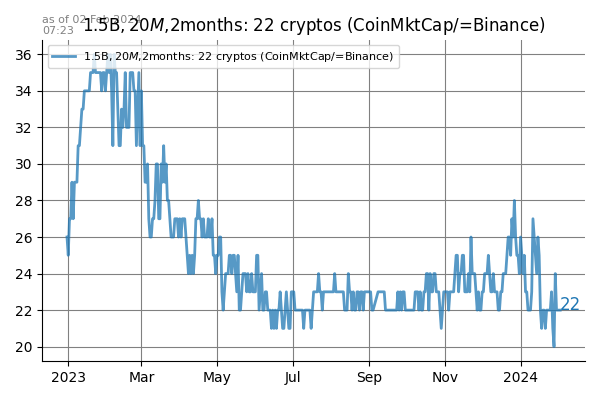 as of 02-Feb-2024
07:23
1.5B, 20M,2months: 22 cryptos (CoinMktCap/=Binance)
1.5B, 20M,2months: 22 cryptos (CoinMktCap/=Binance)
36
34
32
30
28
26
24
22
20
22
2023 Mar May Jul Sep Nov 2024